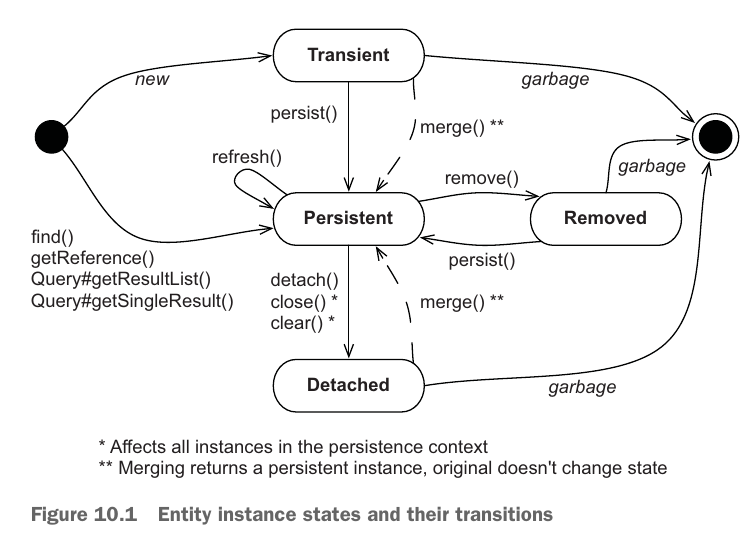 Transient
new
garbage
persist()
merge() **
refresh()
remove()
garbage
Persistent
Removed
find()
getReference()
Query#getResultList()
Query#getSingleResult()
persist()
detach()
close() *
clear() *
merge() **
Detached
garbage
* Affects all instances in the persistence context
** Merging returns a persistent instance, original doesn't change state
Figure 10.1 Entity instance states and their transitions